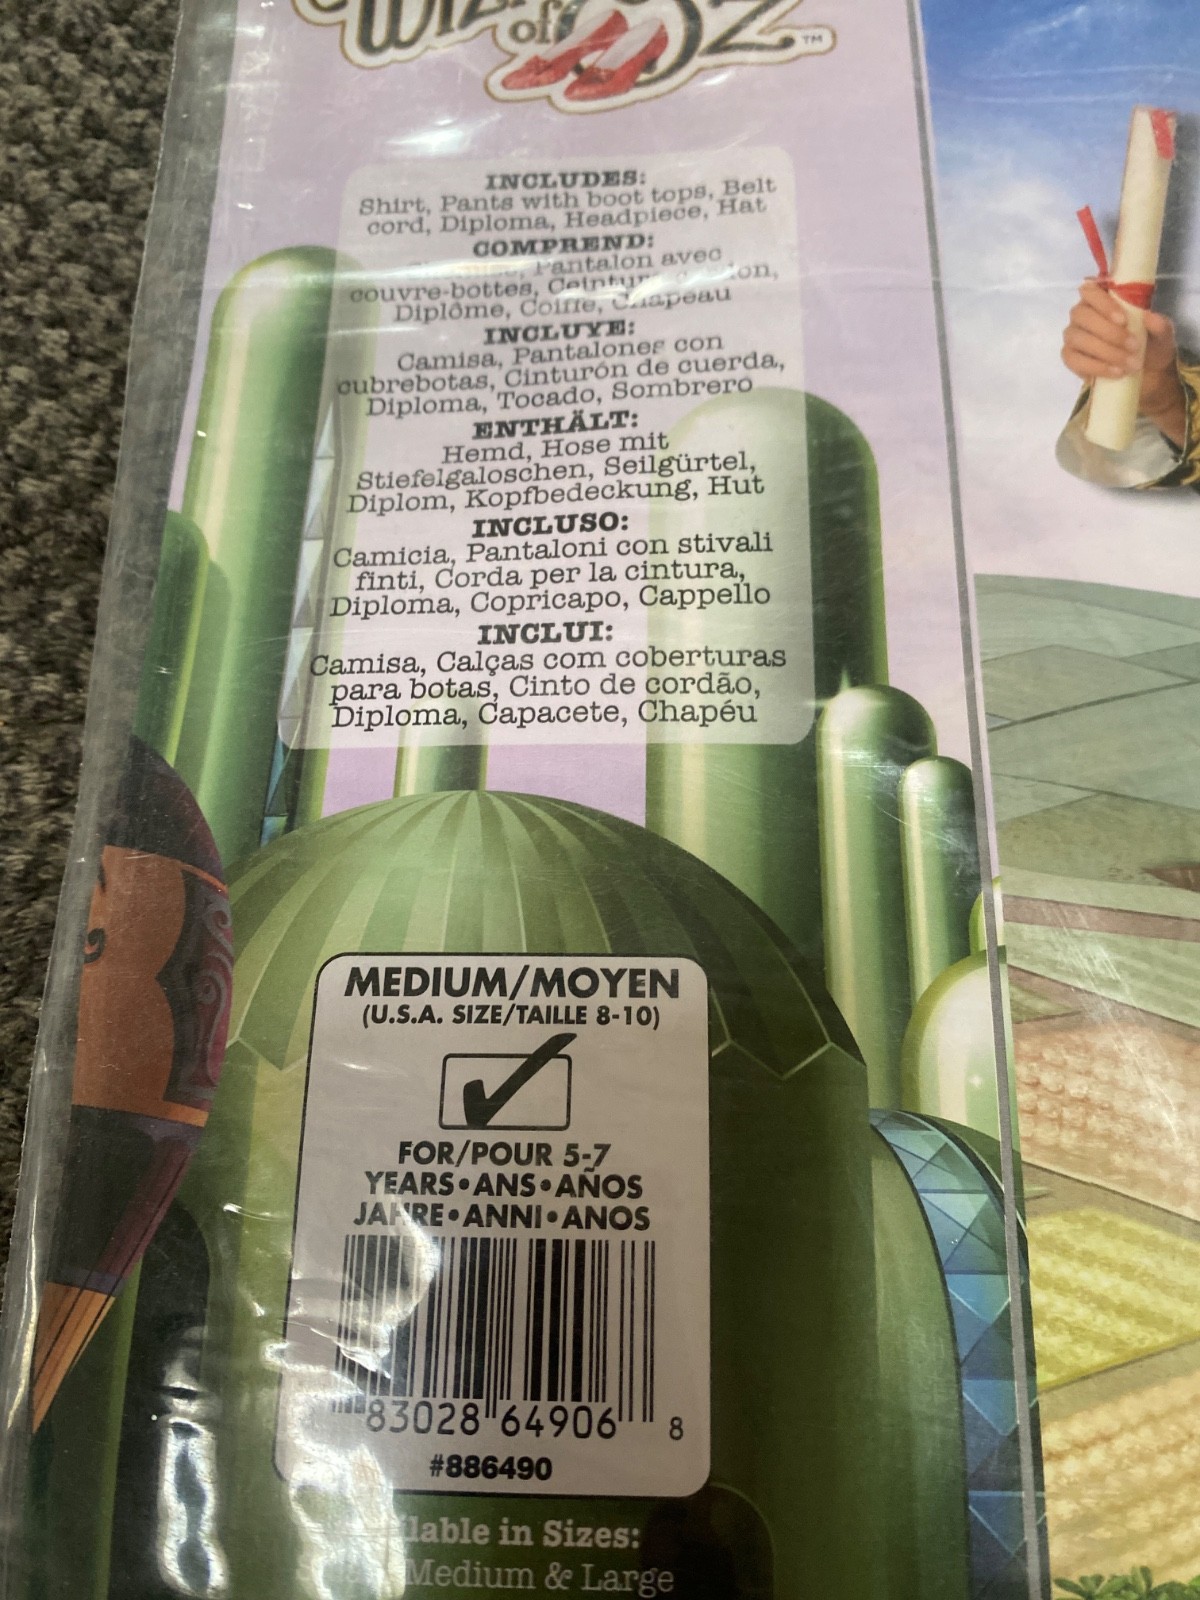 of OZ™
INCLUDES:
Shirt, Pants with boot tops, Belt
cord, Diploma, Headpiece, Hat
COMPREND:
Pantalon avec
couvre-bottes, Ceinture
Diplôme, Coiffe, Chapeau
INCLUYE:
Camisa, Pantalones con
cubrebotas, Cinturón de cuerda,
Diploma, Tocado, Sombrero
ENTHÄLT:
Hemd, Hose mit
Stiefelgaloschen, Seilgürtel,
Diplom, Kopfbedeckung, Hut
INCLUSO:
Camicia, Pantaloni con stivali
finti, Corda per la cintura,
Diploma, Copricapo, Cappello
INCLUI:
Camisa, Calças com coberturas
para botas, Cinto de cordão,
Diploma, Capacete, Chapéu
MEDIUM/MOYEN
(U.S.A. SIZE/TAILLE 8-10)
FOR/POUR 5-7
YEARS•ANS•AÑOS
JAHRE•ANNI•ANOS
83028 64906 8
#886490
in Sizes:
Medium & Large